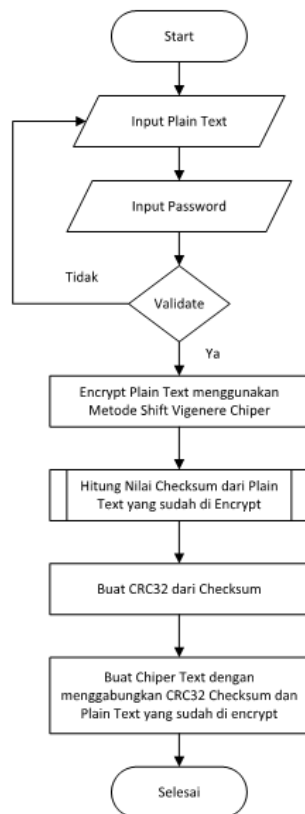 Start
Input Plain Text
Input Password
Tidak
Validate
Ya
Encrypt Plain Text menggunakan
Metode Shift Vigenere Chiper
Hitung Nilai Checksum dari Plain
Text yang sudah di Encrypt
Buat CRC32 dari Checksum
Buat Chiper Text dengan
menggabungkan CRC32 Checksum dan
Plain Text yang sudah di encrypt
Selesai